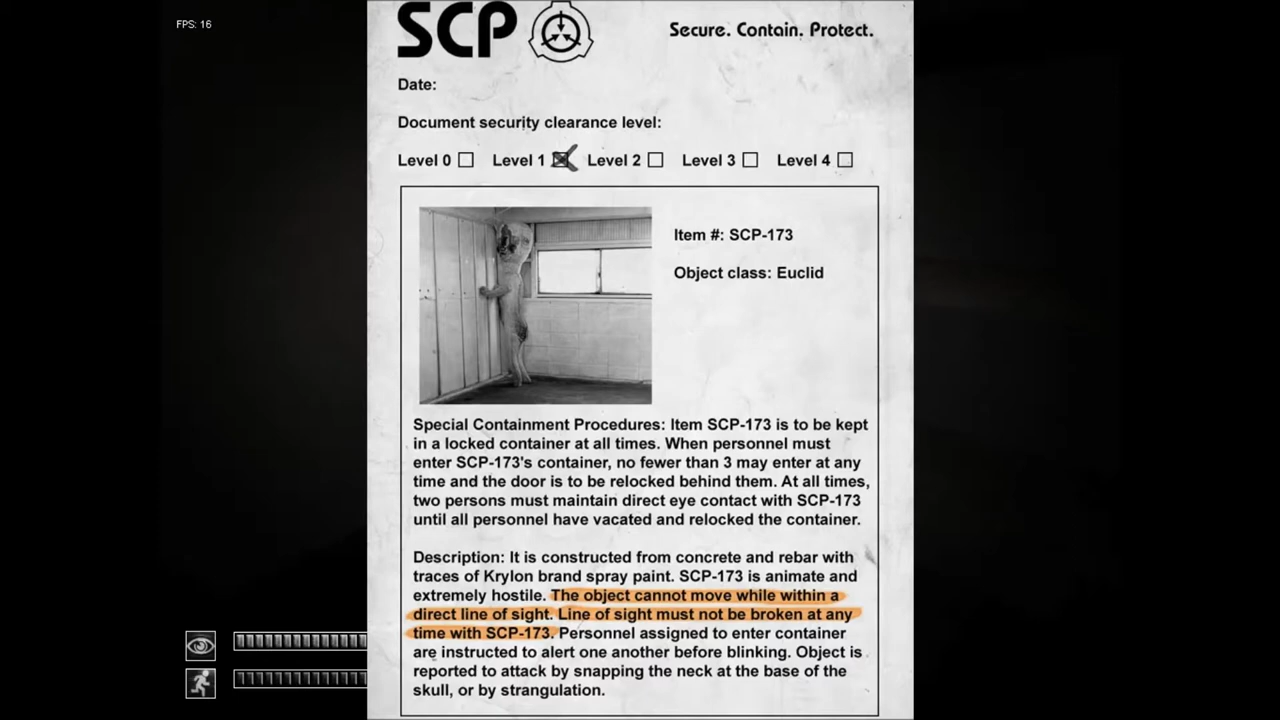 FPS: 16
SCP
Secure. Contain. Protect.
Date:
Document security clearance level:
Level 0 Level 1 Level 2 Level 3 Level 4
Item #: SCP-173
Object class: Euclid
Special Containment Procedures: Item SCP-173 is to be kept
in a locked container at all times. When personnel must
enter SCP-173's container, no fewer than 3 may enter at any
time and the door is to be relocked behind them. At all times,
two persons must maintain direct eye contact with SCP-173
until all personnel have vacated and relocked the container.
Description: It is constructed from concrete and rebar with
traces of Krylon brand spray paint. SCP-173 is animate and
extremely hostile. The object cannot move while within a
direct line of sight. Line of sight must not be broken at any
time with SCP-173. Personnel assigned to enter container
are instructed to alert one another before blinking. Object is
reported to attack by snapping the neck at the base of the
skull, or by strangulation.